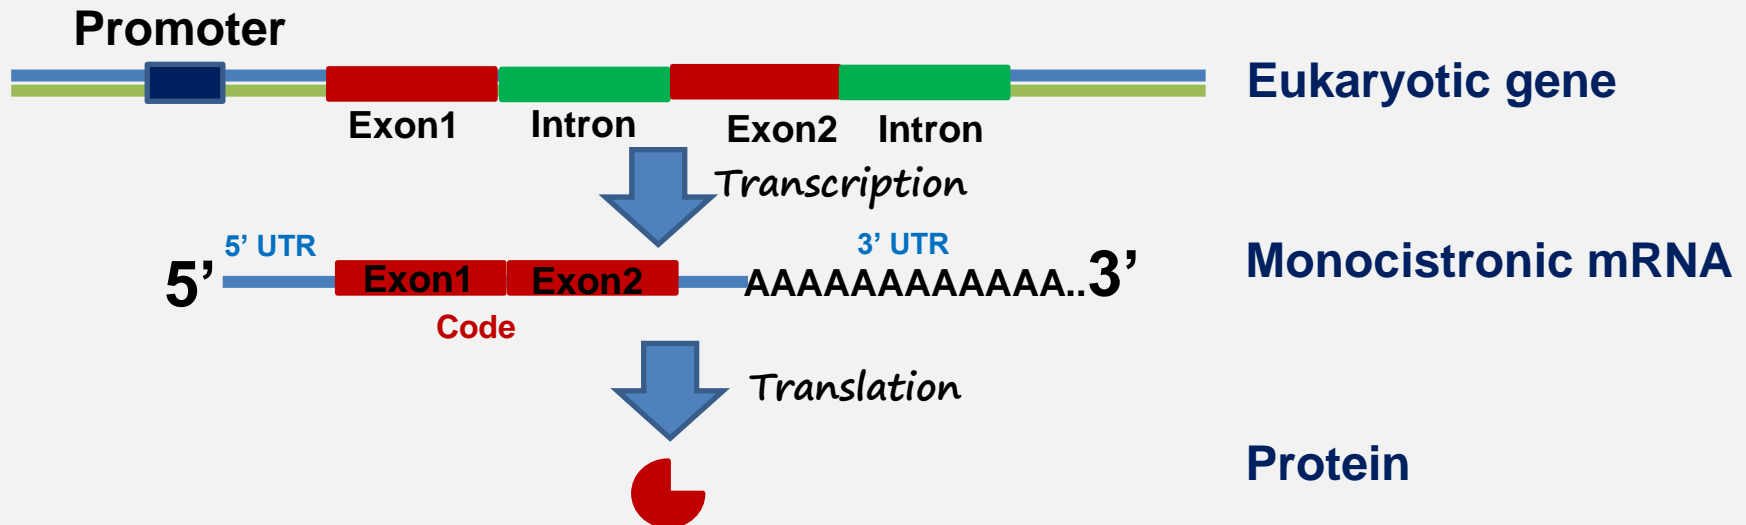 Promoter
Eukaryotic gene
Exon1 Intron Exon2 Intron
Transcription
5’ UTR 3’ UTR
5’ Exon1 Exon2 AAAAAAAAAAAA..3’ Monocistronic mRNA
Code
Translation
Protein